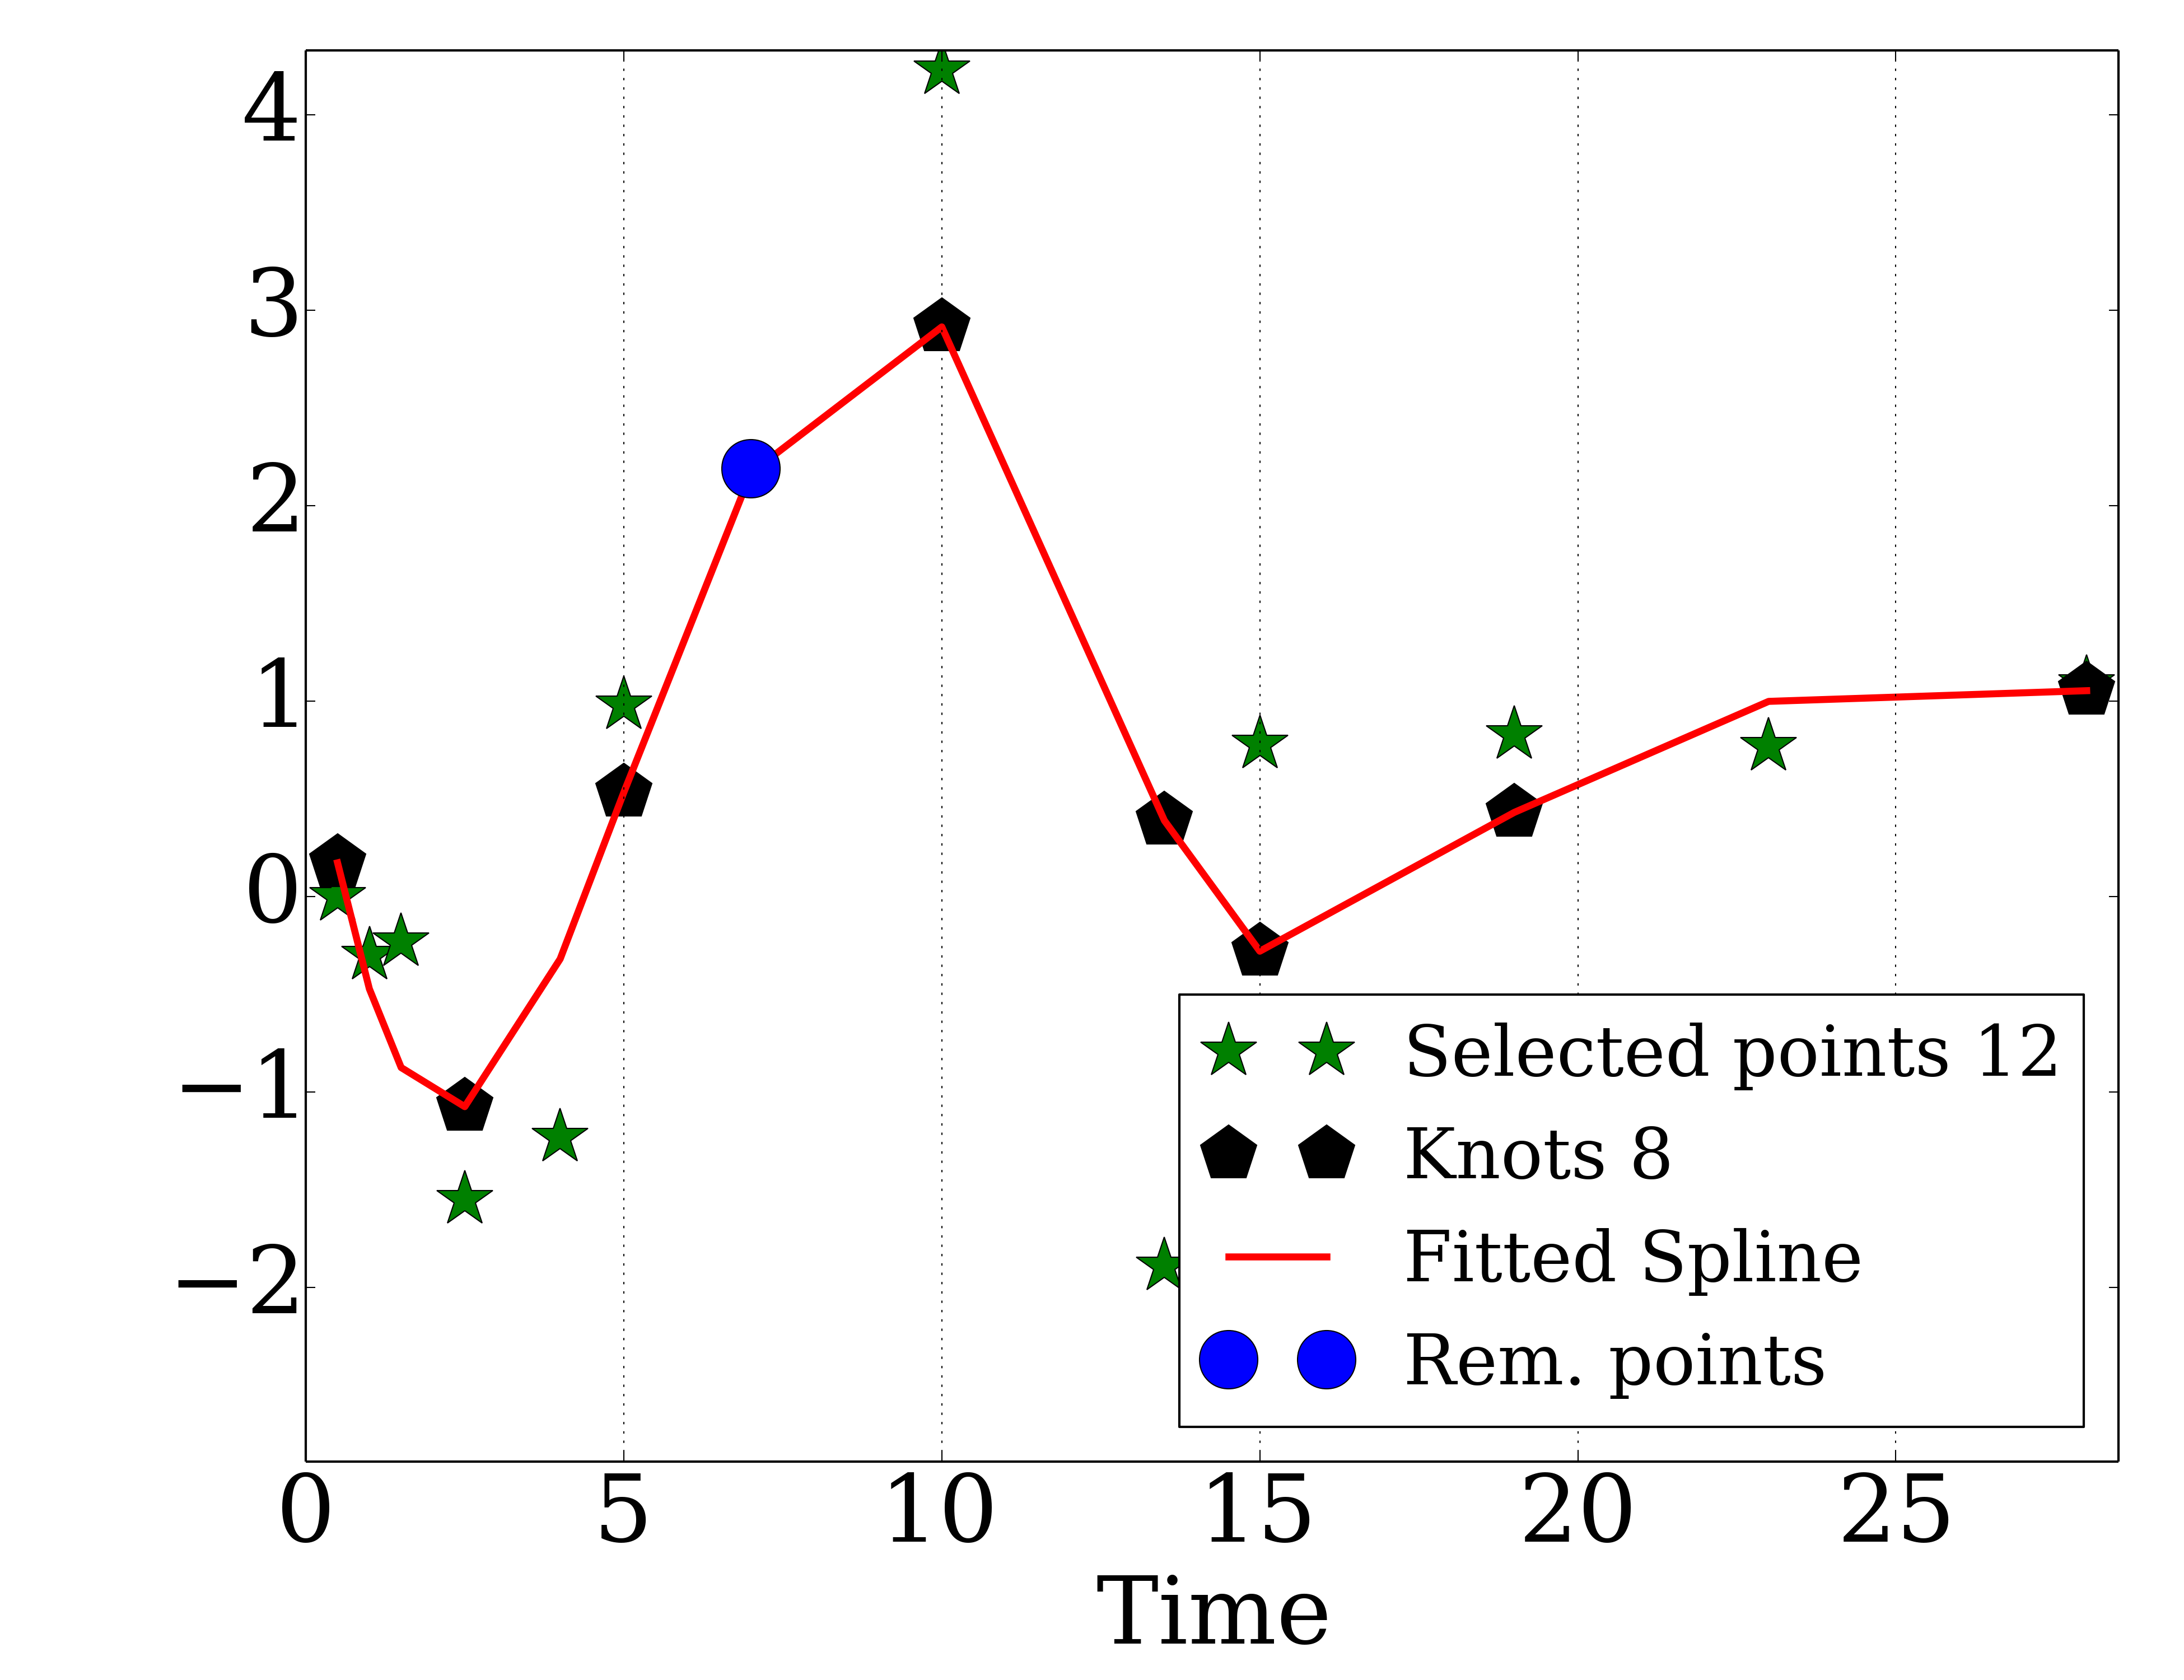 4
3
2
1
0
−1
−2
0 5 10 15 20 25
Time
Selected points 12
Knots 8
Fitted Spline
Rem. points